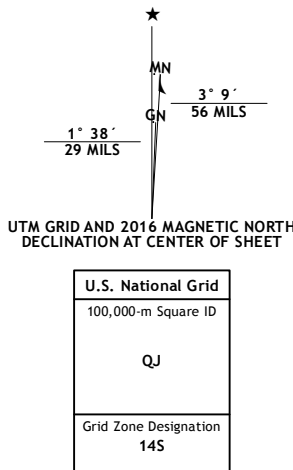 ★
MN
GN
3° 9´
56 MILS
1° 38´
29 MILS
UTM GRID AND 2016 MAGNETIC NORTH
DECLINATION AT CENTER OF SHEET
U.S. National Grid
100,000-m Square ID
QJ
Grid Zone Designation
14S